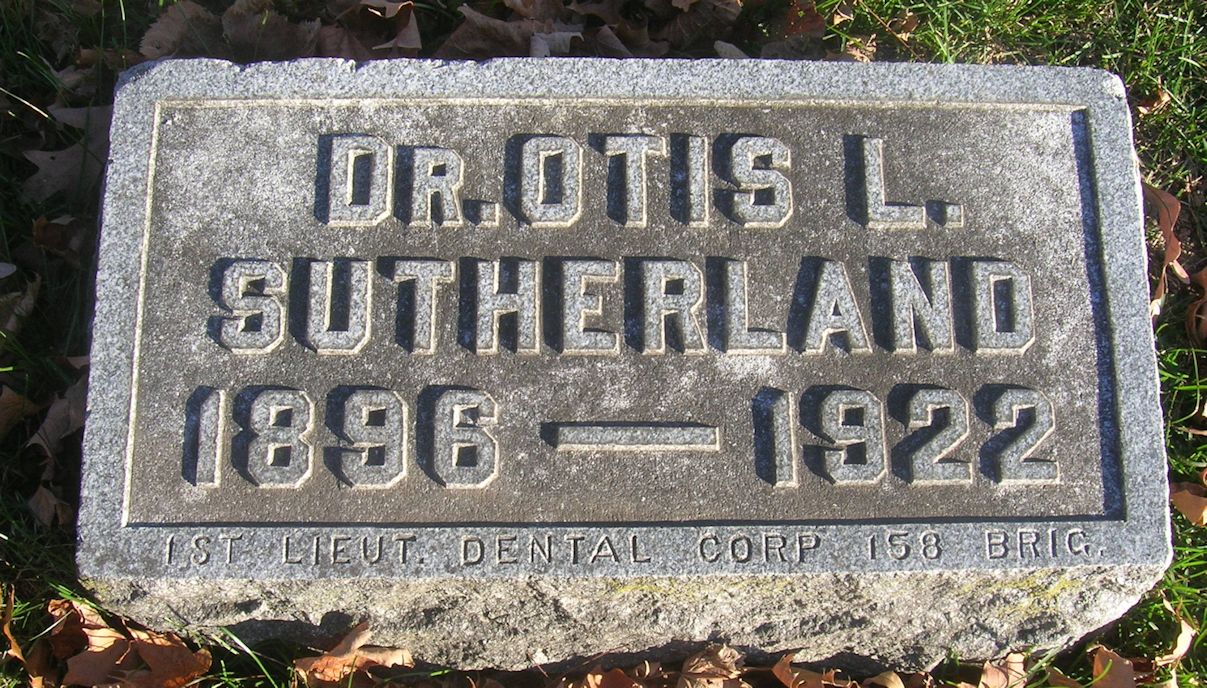 DR. OTIS L.
SUTHERLAND
1896 — 1922
1ST LIEUT. DENTAL CORP 158 BRIG.